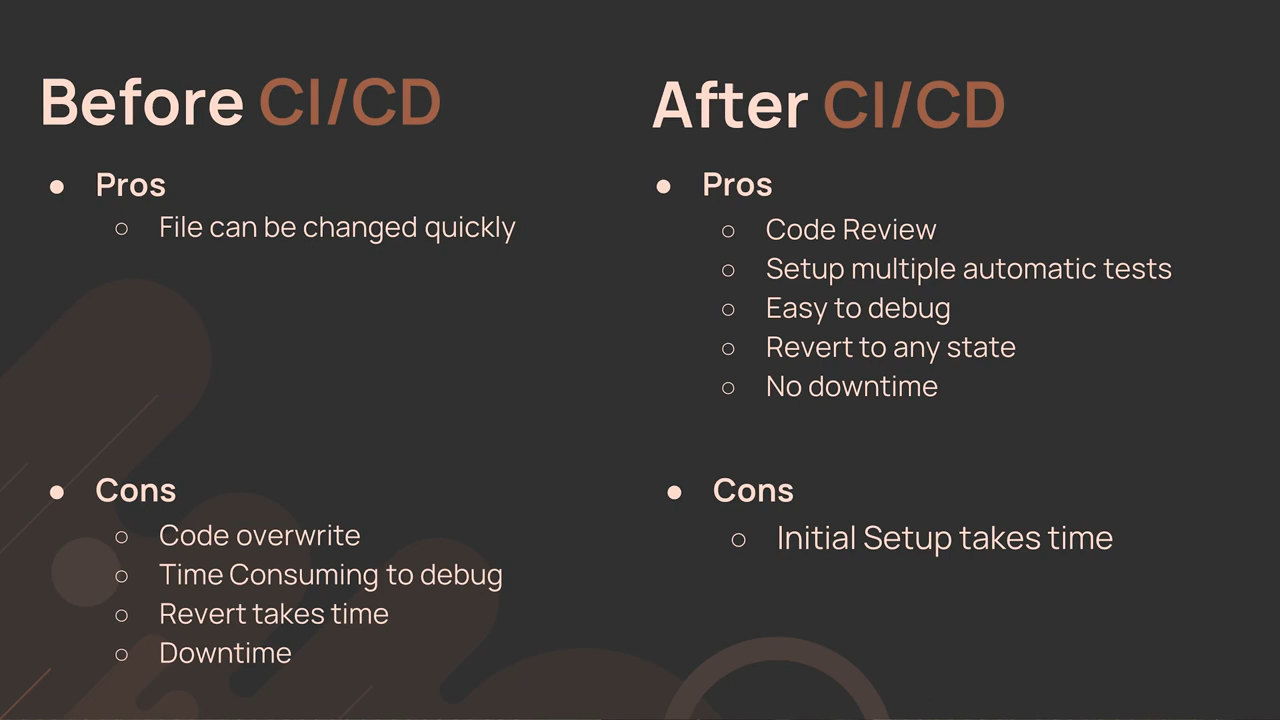 Before CI/CD
● Pros
○ File can be changed quickly
● Cons
○ Code overwrite
○ Time Consuming to debug
○ Revert takes time
○ Downtime
After CI/CD
● Pros
○ Code Review
○ Setup multiple automatic tests
○ Easy to debug
○ Revert to any state
○ No downtime
● Cons
○ Initial Setup takes time